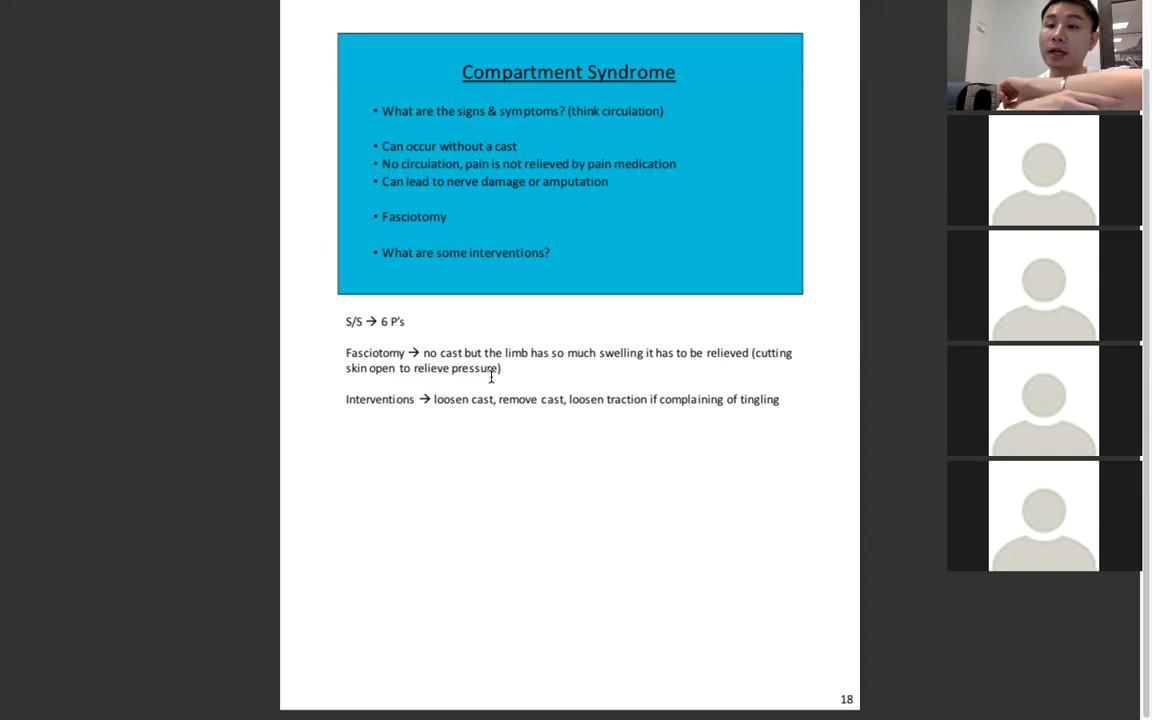 Compartment Syndrome
• What are the signs & symptoms? (think circulation)
• Can occur without a cast
• No circulation, pain is not relieved by pain medication
• Can lead to nerve damage or amputation
• Fasciotomy
• What are some interventions?
S/S → 6 P's
Fasciotomy → no cast but the limb has so much swelling it has to be relieved (cutting
skin open to relieve pressure)
Interventions → loosen cast, remove cast, loosen traction if complaining of tingling
18